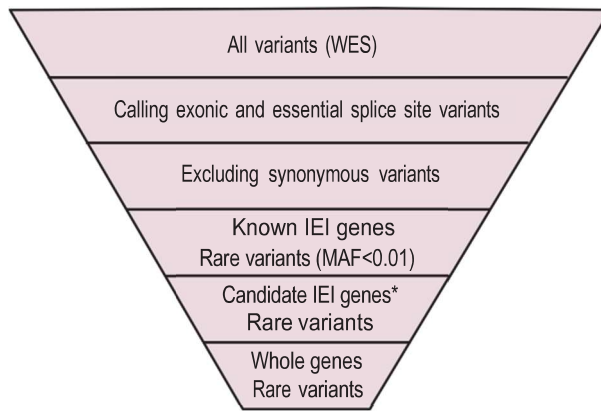 All variants (WES)
Calling exonic and essential splice site variants
Excluding synonymous variants
Known IEI genes
Rare variants (MAF<0.01)
Candidate IEI genes*
Rare variants
Whole genes
Rare variants